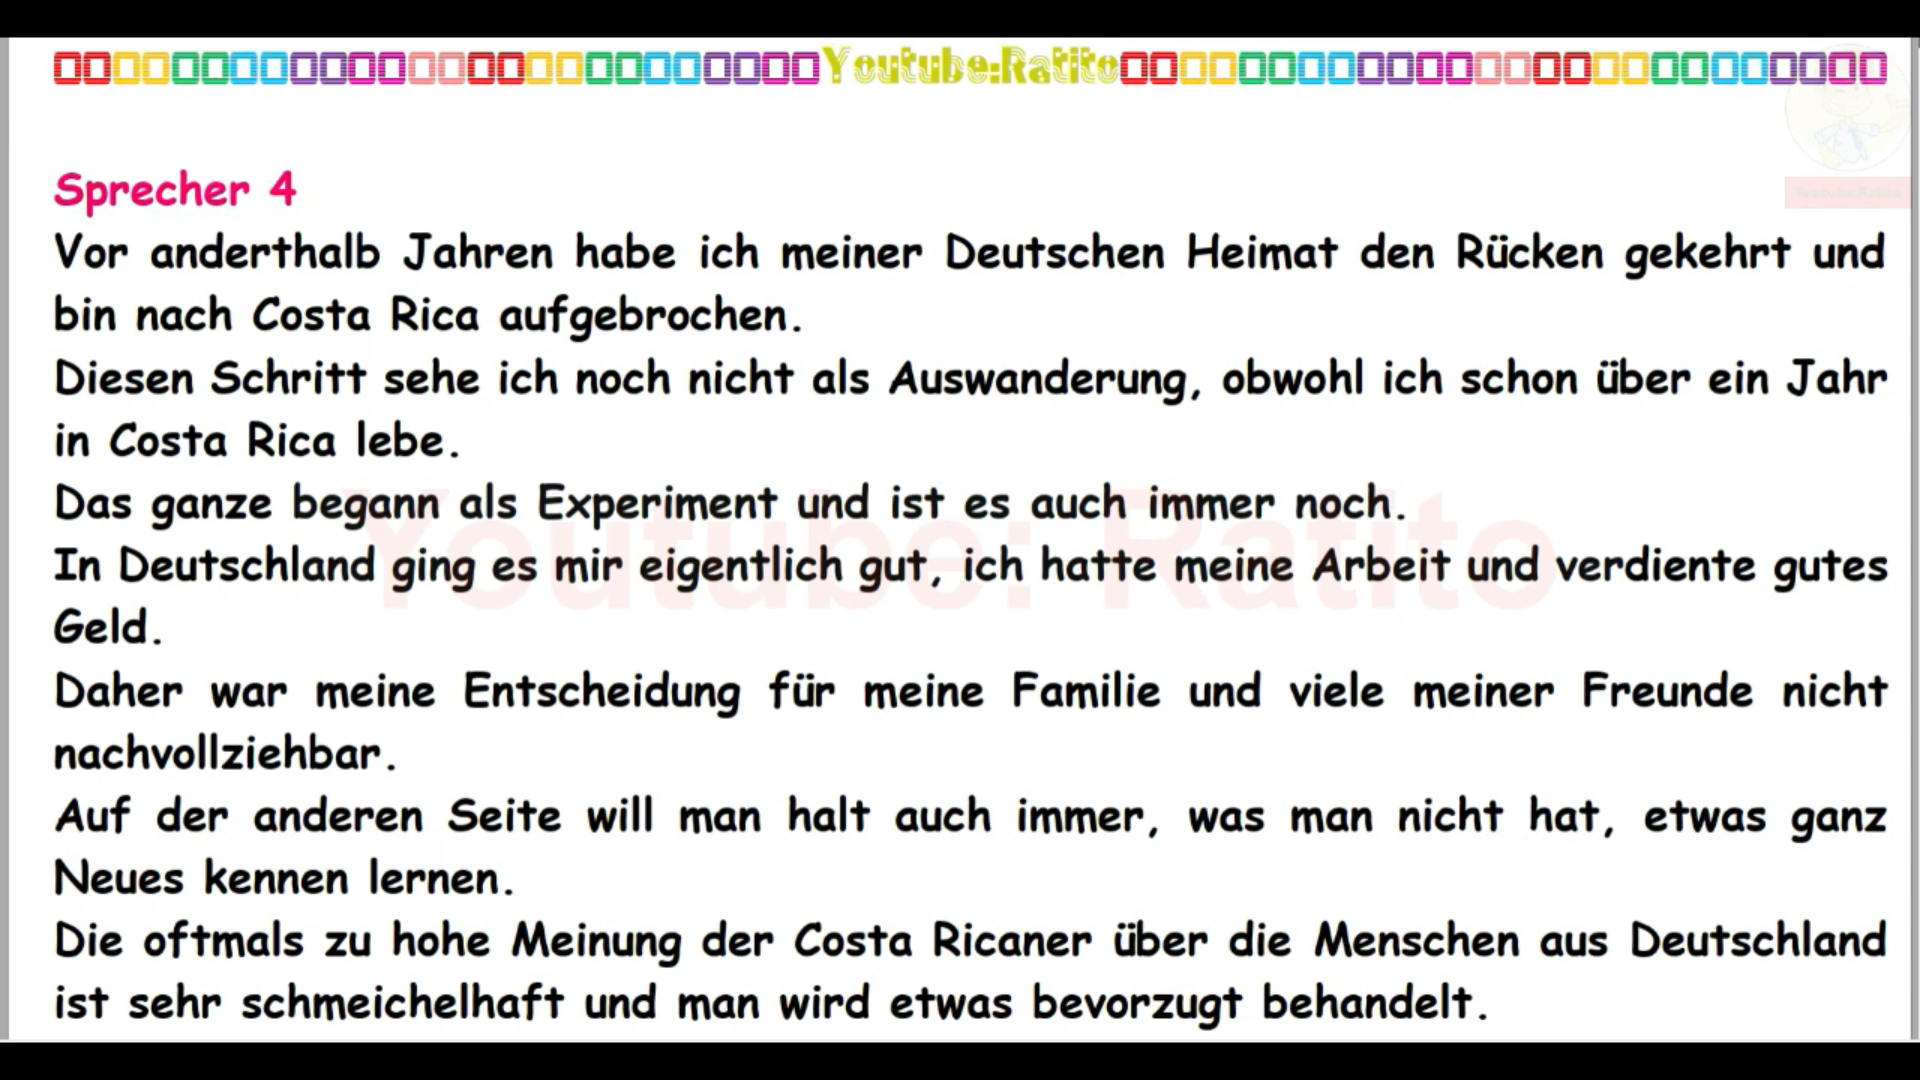 Youtube:Ratito
Sprecher 4
Vor anderthalb Jahren habe ich meiner Deutschen Heimat den Rücken gekehrt und
bin nach Costa Rica aufgebrochen.
Diesen Schritt sehe ich noch nicht als Auswanderung, obwohl ich schon über ein Jahr
in Costa Rica lebe.
Das ganze begann als Experiment und ist es auch immer noch.
In Deutschland ging es mir eigentlich gut, ich hatte meine Arbeit und verdiente gutes
Geld.
Daher war meine Entscheidung für meine Familie und viele meiner Freunde nicht
nachvollziehbar.
Auf der anderen Seite will man halt auch immer, was man nicht hat, etwas ganz
Neues kennen lernen.
Die oftmals zu hohe Meinung der Costa Ricaner über die Menschen aus Deutschland
ist sehr schmeichelhaft und man wird etwas bevorzugt behandelt.
Youtube: Ratito
Youtube:Ratito